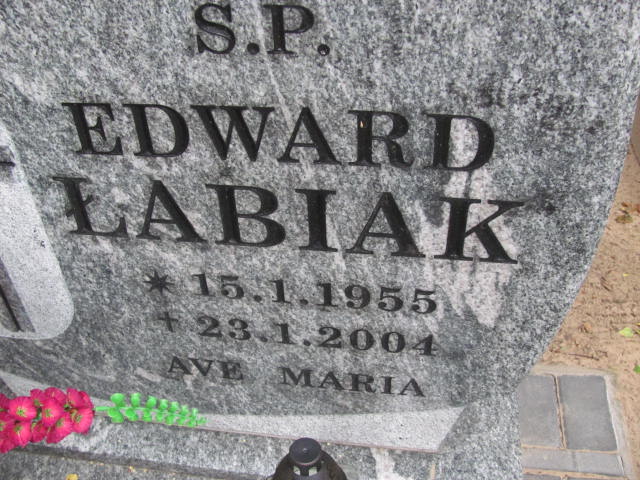 S.P.
EDWARD
ŁABIAK
* 15.1.1955
+ 23.1.2004
AVE MARIA